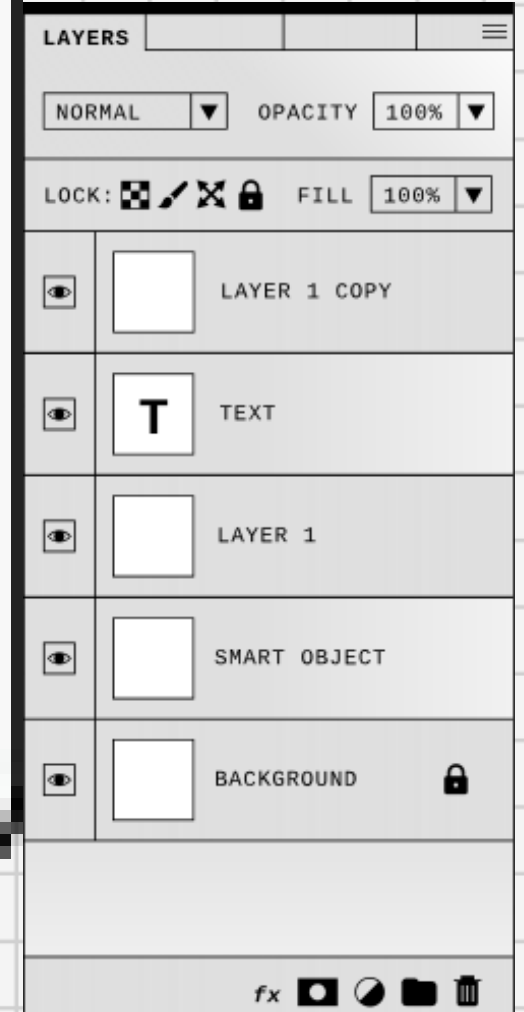 LAYERS
NORMAL OPACITY 100%
LOCK: FILL 100%
LAYER 1 COPY
T TEXT
LAYER 1
SMART OBJECT
BACKGROUND
fx